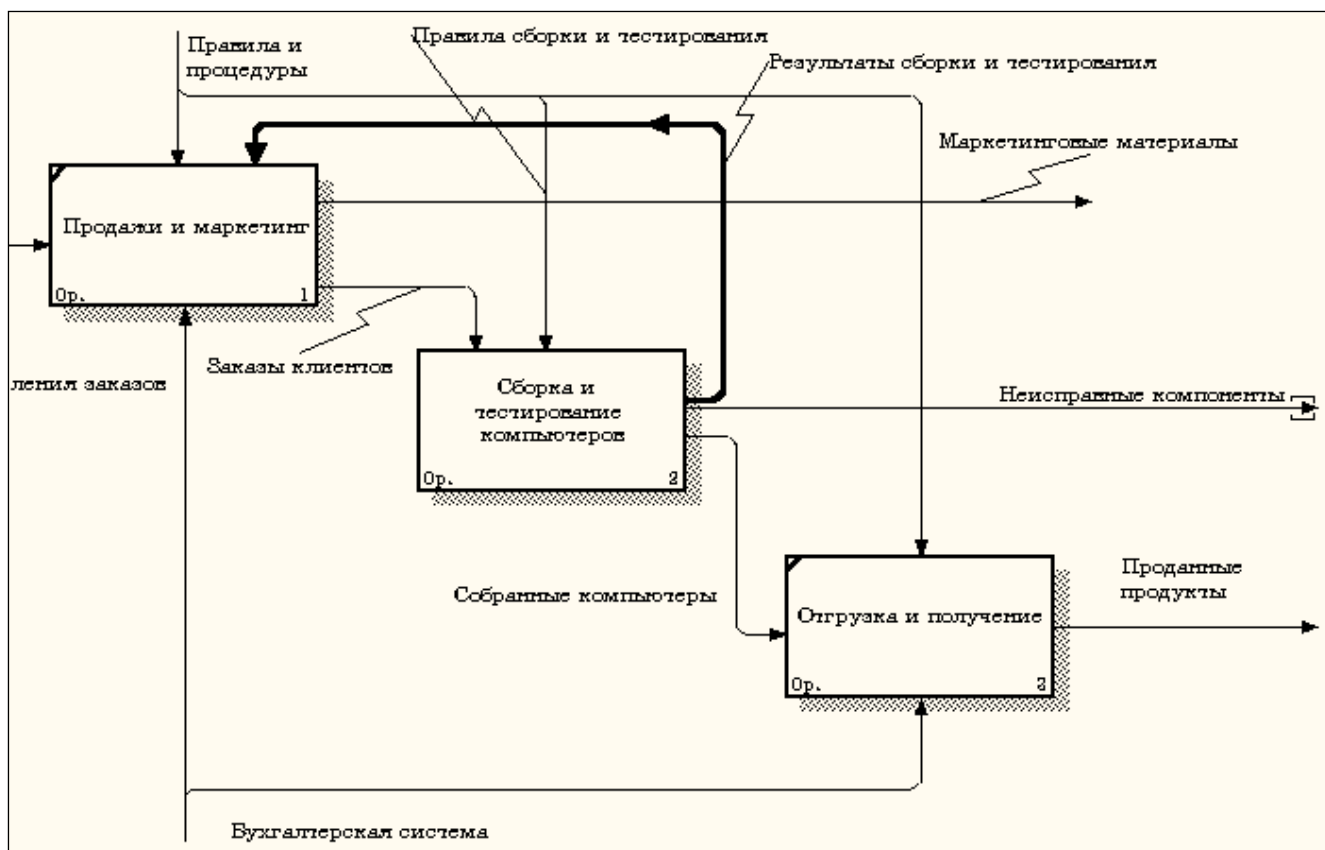 Правила и
процедуры
Правила сборки и тестирования
Результаты сборки и тестирования
Маркетинговые материалы
Продажи и маркетинг
0р.
1
Заказы клиентов
ления заказов
Сборка и
тестирование
компьютеров
0р.
2
Неисправные компоненты
Собранные компьютеры
Отгрузка и получение
0р.
3
Проданные
продукты
Бухгалтерская система